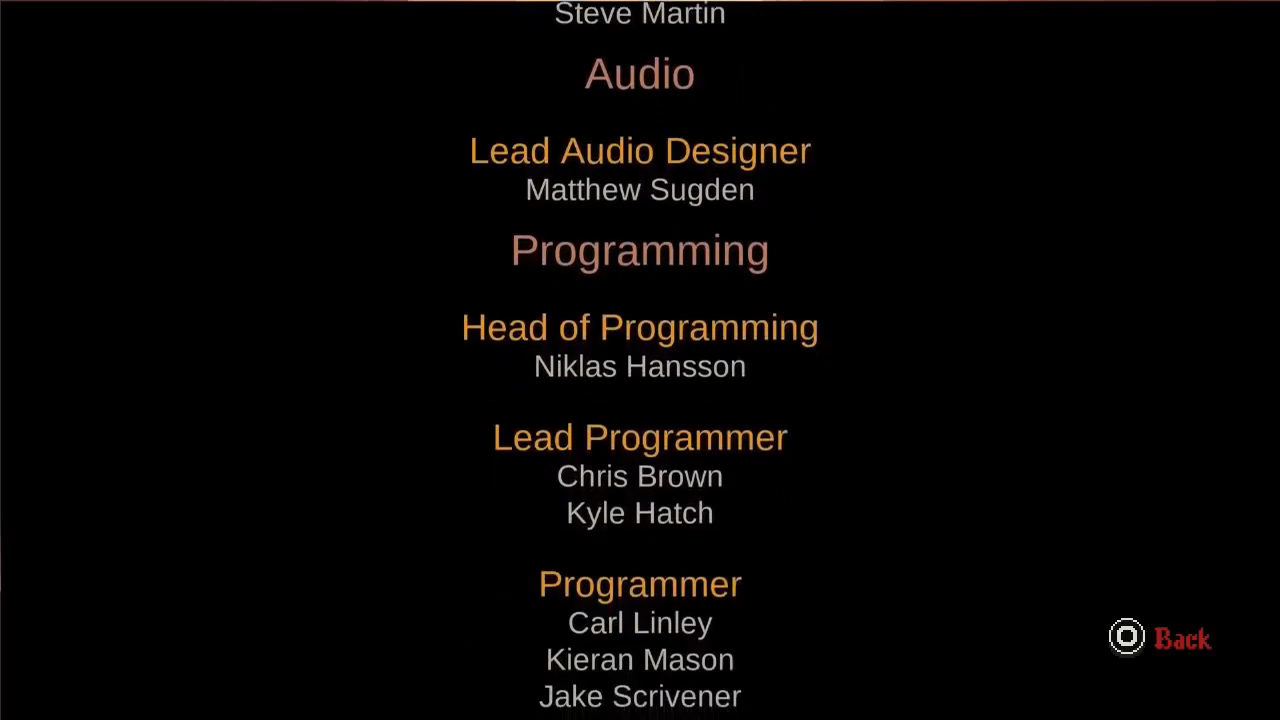 Steve Martin
Audio
Lead Audio Designer
Matthew Sugden
Programming
Head of Programming
Niklas Hansson
Lead Programmer
Chris Brown
Kyle Hatch
Programmer
Carl Linley
Kieran Mason
Jake Scrivener
Back